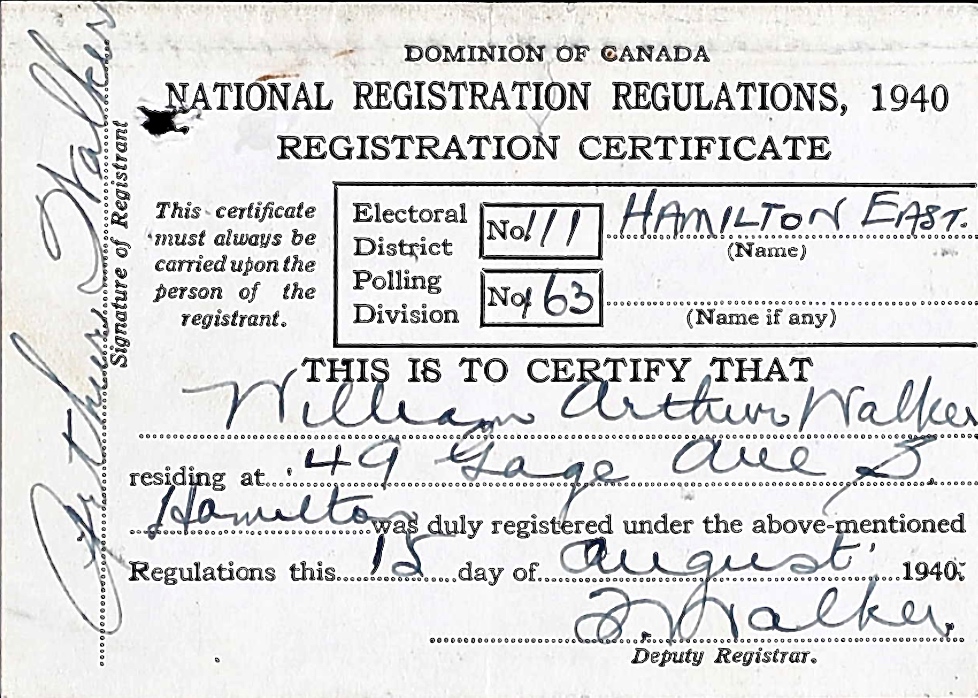 DOMINION OF CANADA
NATIONAL REGISTRATION REGULATIONS, 1940
REGISTRATION CERTIFICATE
This certificate
must always be
carried upon the
person of the
registrant.
Electoral District No. 111 HAMILTON EAST.
(Name)
Polling Division No. 163
(Name if any)
THIS IS TO CERTIFY THAT
William Arthur Walker
residing at 49 Gage Ave S.
Hamilton was duly registered under the above-mentioned
Regulations this 15 day of August 1940.
Walker
Deputy Registrar.
Arthur Walker
Signature of Registrant